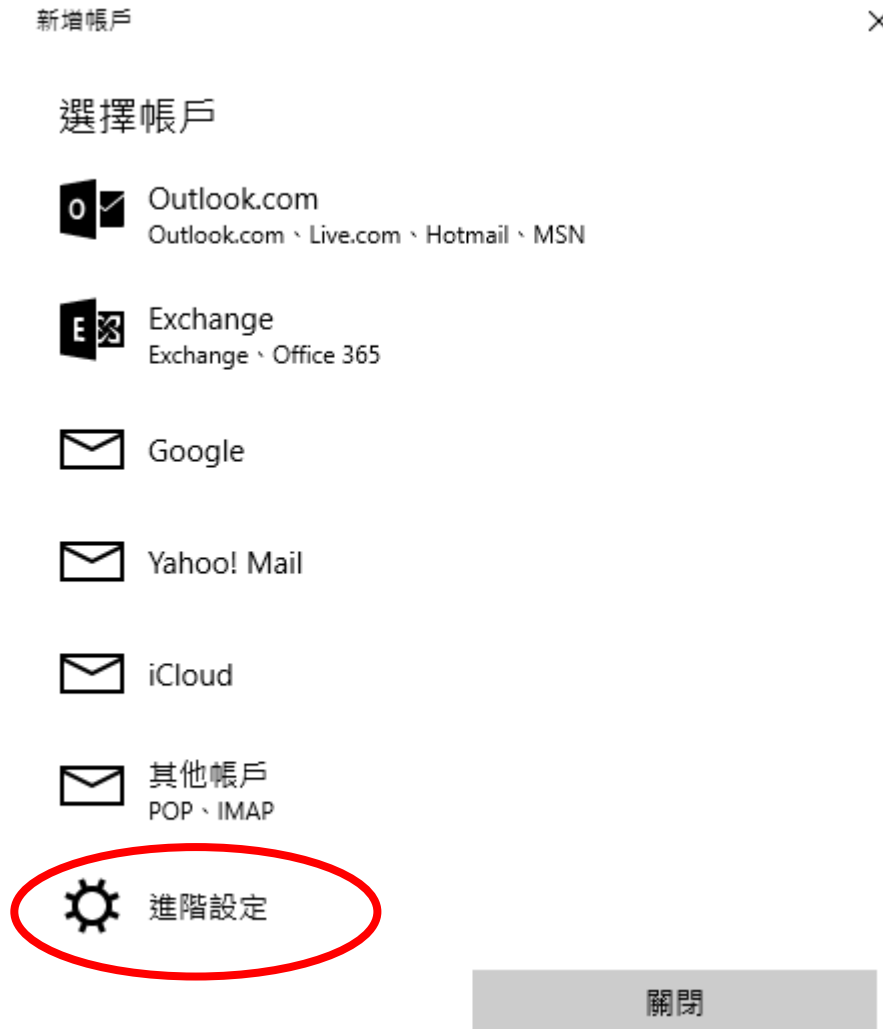 新增帳戶
選擇帳戶
Outlook.com
Outlook.com、Live.com、Hotmail、MSN
Exchange
Exchange、Office 365
Google
Yahoo! Mail
iCloud
其他帳戶
POP、IMAP
進階設定
關閉